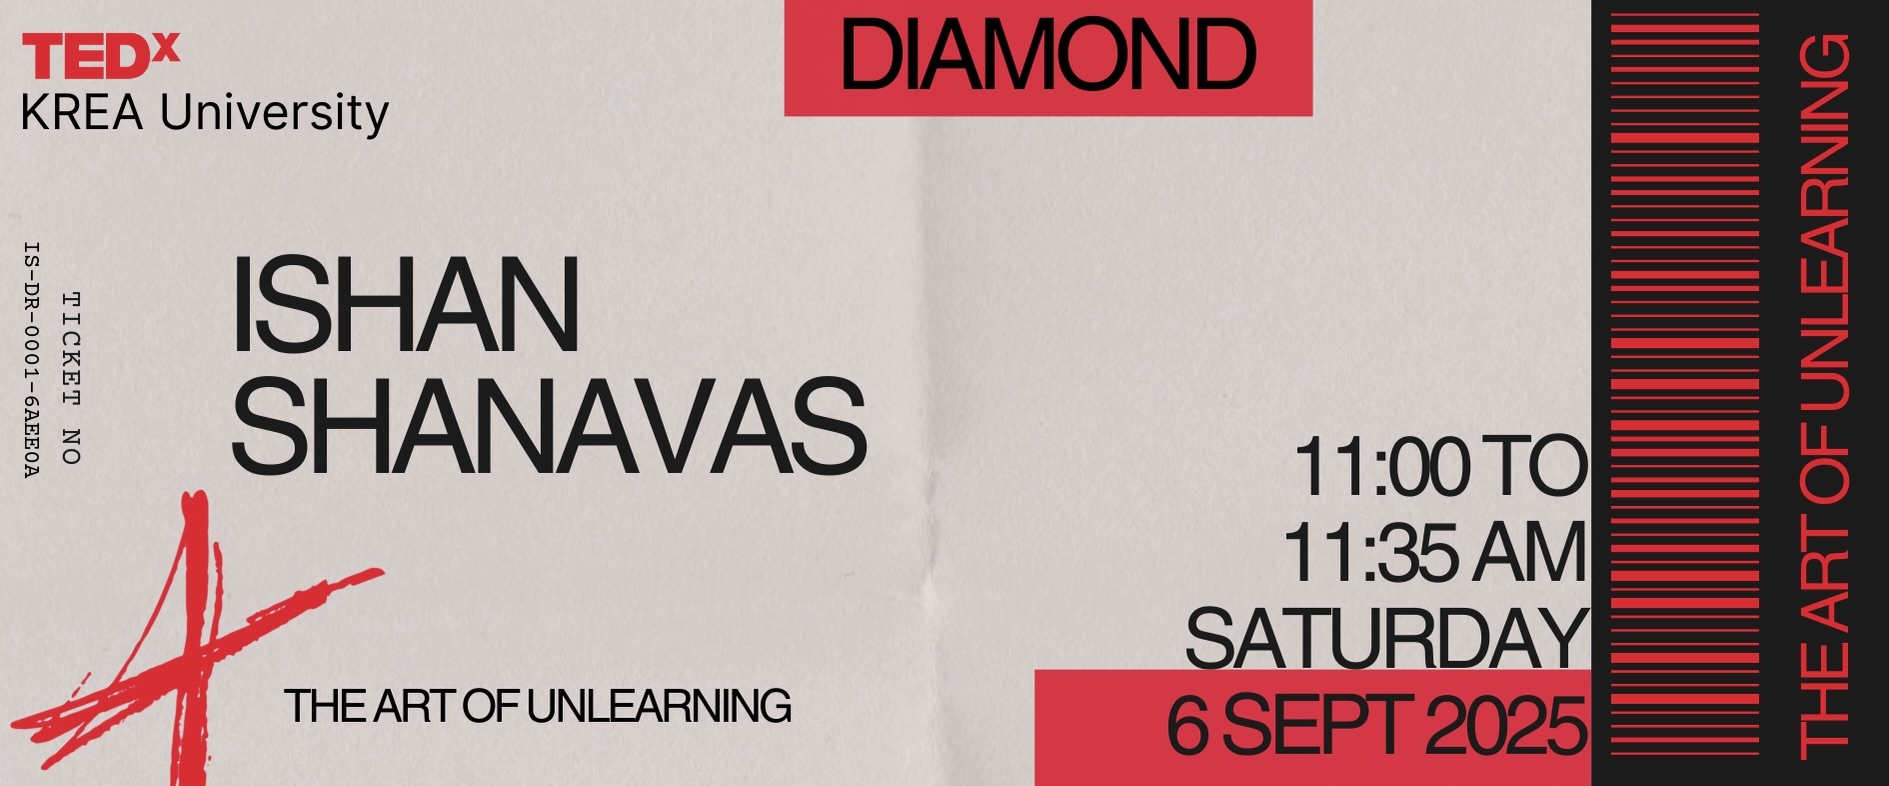 TEDx
KREA University
DIAMOND
IS-DR-0001-6AEE0A
TICKET NO
ISHAN
SHANAVAS
THE ART OF UNLEARNING
11:00 TO
11:35 AM
SATURDAY
6 SEPT 2025
THE ART OF UNLEARNING